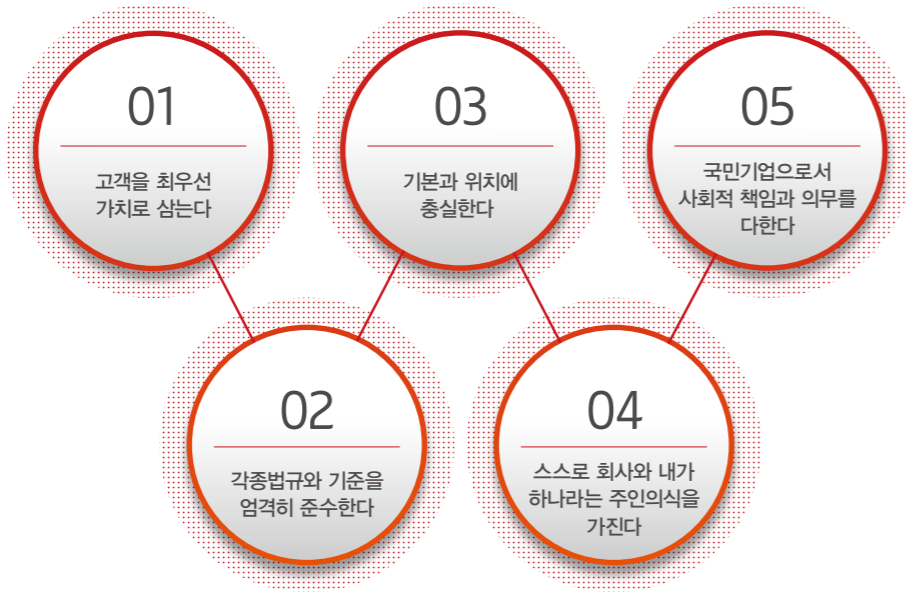 01
고객을 최우선
가치로 삼는다
02
각종법규와 기준을
엄격히 준수한다
03
기본과 위치에
충실한다
04
스스로 회사와 내가
하나라는 주인의식을
가진다
05
국민기업으로서
사회적 책임과 의무를
다한다